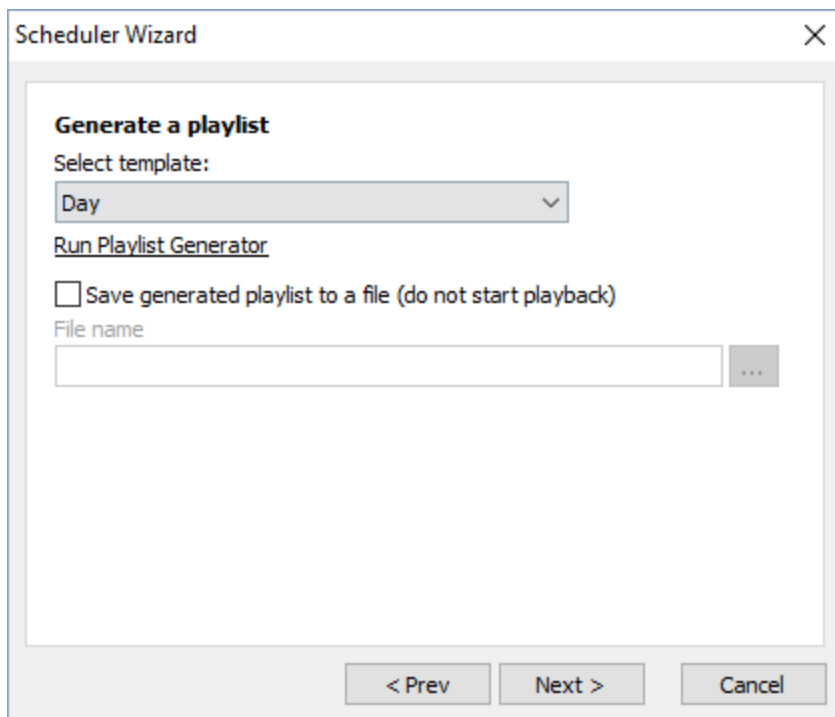 Scheduler Wizard
Generate a playlist
Select template:
Day
Run Playlist Generator
Save generated playlist to a file (do not start playback)
File name
...
< Prev Next > Cancel